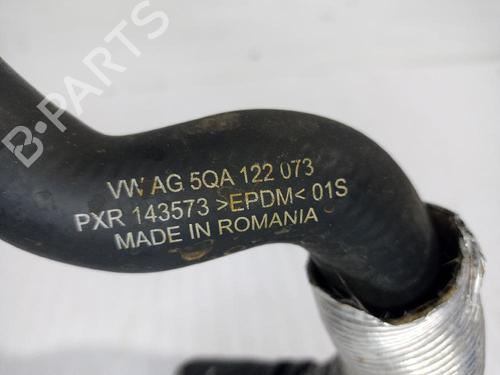 B-PARTS
VW AG 5QA 122 073
PXR 143573 >EPDM< 01S
MADE IN ROMANIA